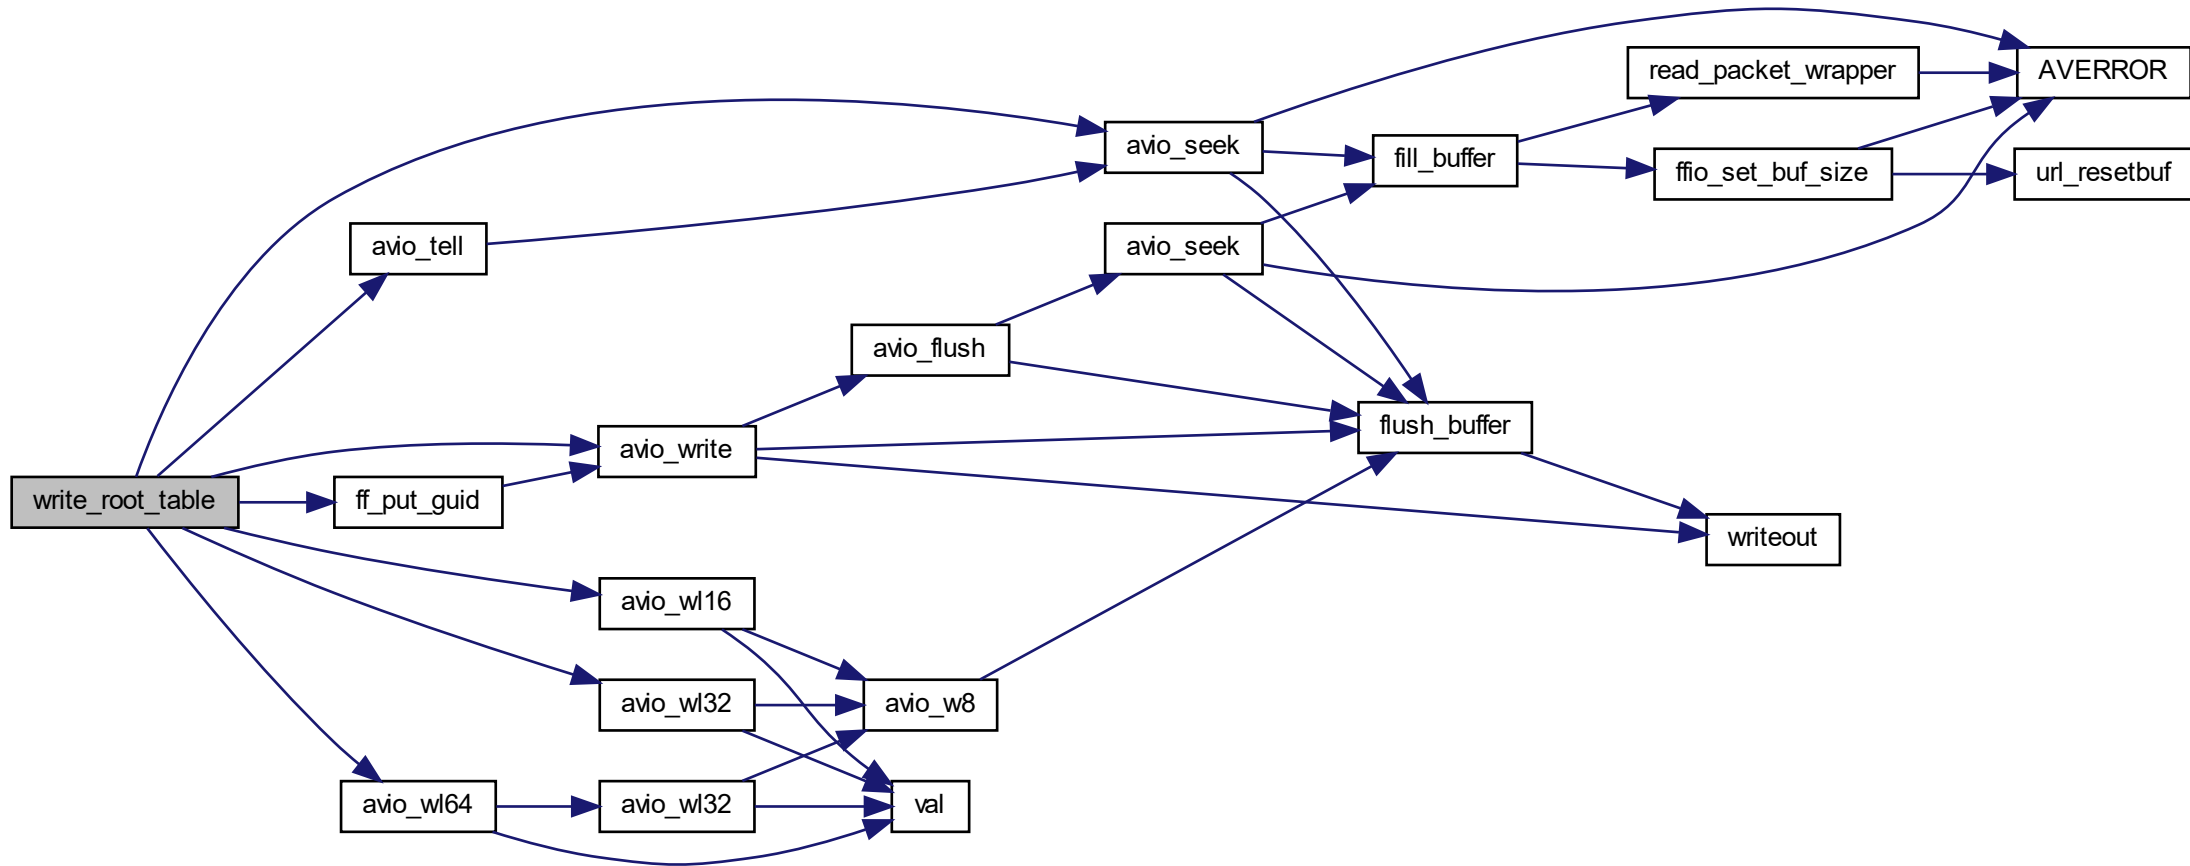 write_root_table
avio_tell
ff_put_guid
avio_wl64
avio_write
avio_wl16
avio_wl32
avio_wl32
avio_flush
avio_w8
val
avio_seek
avio_seek
fill_buffer
flush_buffer
read_packet_wrapper
ffio_set_buf_size
writeout
AVERROR
url_resetbuf